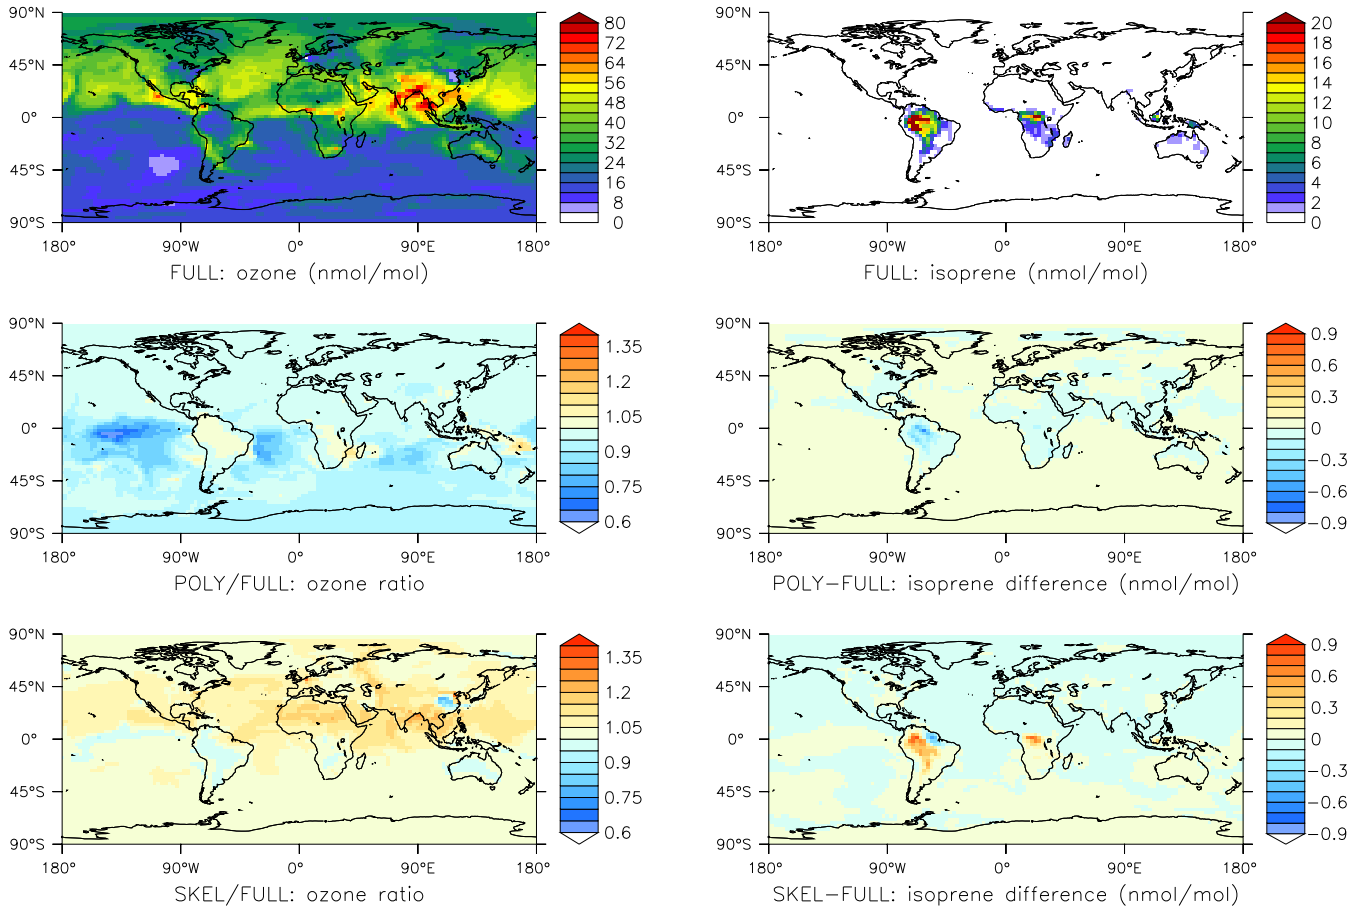 90°N
45°N
0°
45°S
90°S
180°
90°W
0°
90°E
180°
80
72
64
56
48
40
32
24
16
8
0
FULL: ozone (nmol/mol)
90°N
45°N
0°
45°S
90°S
180°
90°W
0°
90°E
180°
20
18
16
14
12
10
8
6
4
2
0
FULL: isoprene (nmol/mol)
90°N
45°N
0°
45°S
90°S
180°
90°W
0°
90°E
180°
1.35
1.2
1.05
0.9
0.75
0.6
POLY/FULL: ozone ratio
90°N
45°N
0°
45°S
90°S
180°
90°W
0°
90°E
180°
0.9
0.6
0.3
0
−0.3
−0.6
−0.9
POLY−FULL: isoprene difference (nmol/mol)
90°N
45°N
0°
45°S
90°S
180°
90°W
0°
90°E
180°
1.35
1.2
1.05
0.9
0.75
0.6
SKEL/FULL: ozone ratio
90°N
45°N
0°
45°S
90°S
180°
90°W
0°
90°E
180°
0.9
0.6
0.3
0
−0.3
−0.6
−0.9
SKEL−FULL: isoprene difference (nmol/mol)